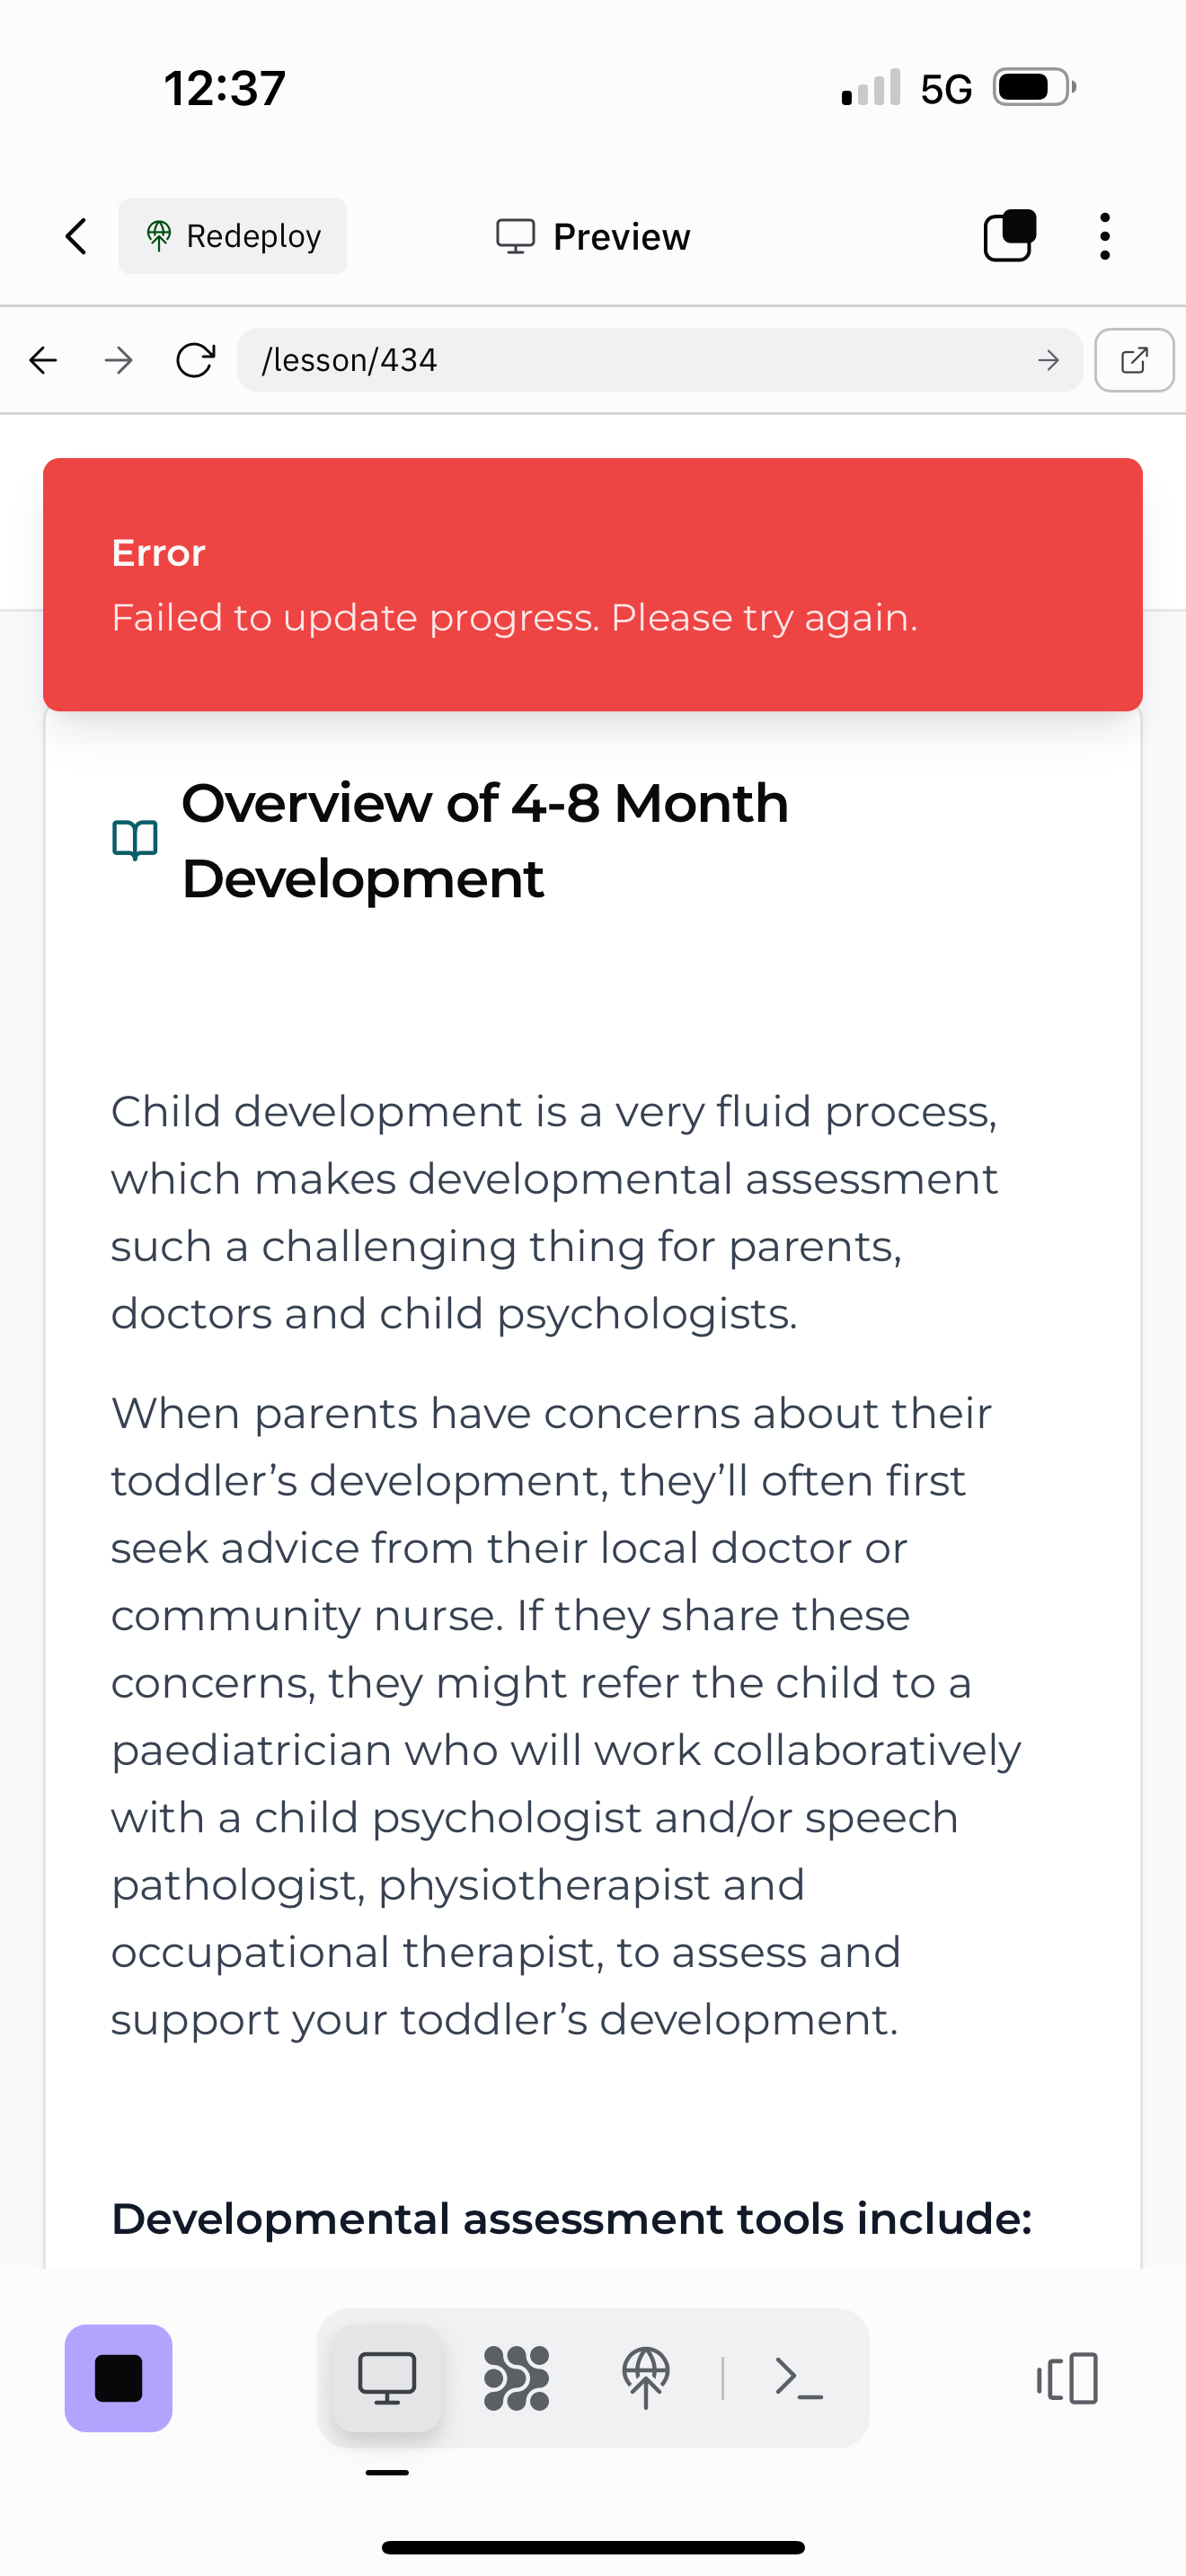 12:37
5G
Redeploy
Preview
/lesson/434
Error
Failed to update progress. Please try again.
Overview of 4-8 Month
Development
Child development is a very fluid process,
which makes developmental assessment
such a challenging thing for parents,
doctors and child psychologists.
When parents have concerns about their
toddler’s development, they’ll often first
seek advice from their local doctor or
community nurse. If they share these
concerns, they might refer the child to a
paediatrician who will work collaboratively
with a child psychologist and/or speech
pathologist, physiotherapist and
occupational therapist, to assess and
support your toddler’s development.
Developmental assessment tools include: